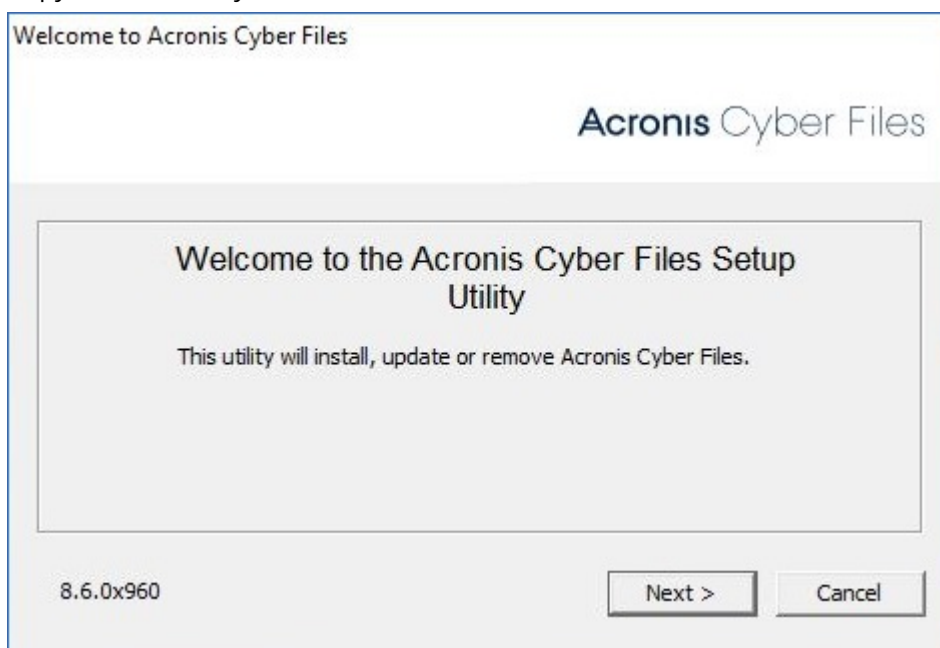 Welcome to Acronis Cyber Files
Acronis Cyber Files
Welcome to the Acronis Cyber Files Setup
Utility
This utility will install, update or remove Acronis Cyber Files.
8.6.0x960
Next >
Cancel